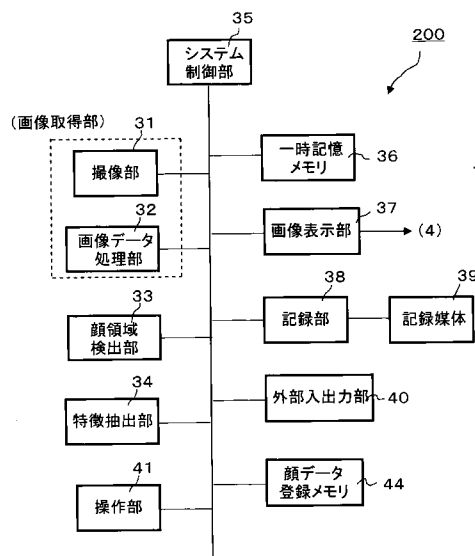 35
システム
制御部
200
(画像取得部)
31
撮像部
一時記憶
メモリ
36
32
画像データ
処理部
37
画像表示部
(4)
33
顔領域
検出部
38
記録部
39
記録媒体
34
特徴抽出部
外部入出力部
40
41
操作部
顔データ
登録メモリ
44